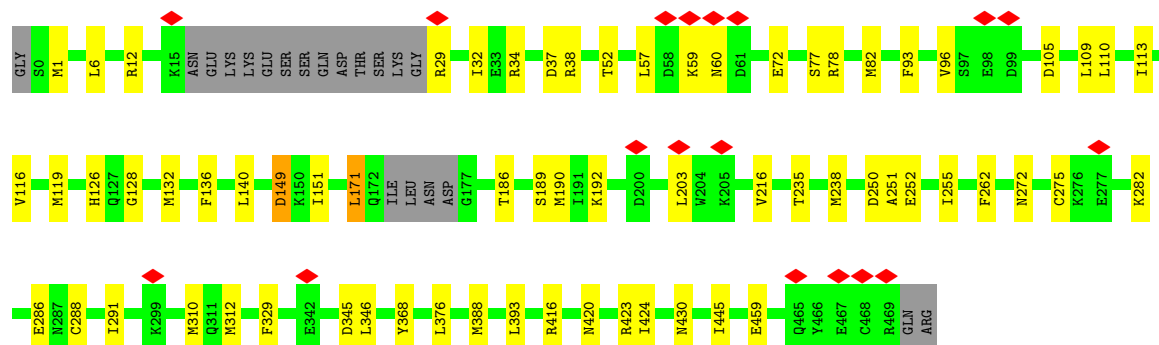 GLY S0 M1 L6 R12 K15 ASN GLU LYS LYS GLU SER SER GLN ASP THR SER LYS GLY R29 I32 E33 R34 D37 R38 T52 L57 D58 K59 N60 D61 E72 S77 R78 M82 F93 V96 S97 E98 D99 D105 L109 L110 I113
V116 M119 H126 Q127 G128 M132 F136 L140 D149 K150 I151 L171 Q172 ILE LEU ASN ASP G177 T186 S189 M190 I191 K192 D200 L203 W204 K205 V216 T235 M238 D250 A251 E252 I255 F262 N272 C275 K276 E277 K282
E286 N287 C288 I291 K299 M310 Q311 M312 F329 E342 D345 L346 Y368 L376 M388 L393 R416 N420 R423 I424 N430 I445 E459 Q465 Y466 E467 C468 R469 GLN ARG